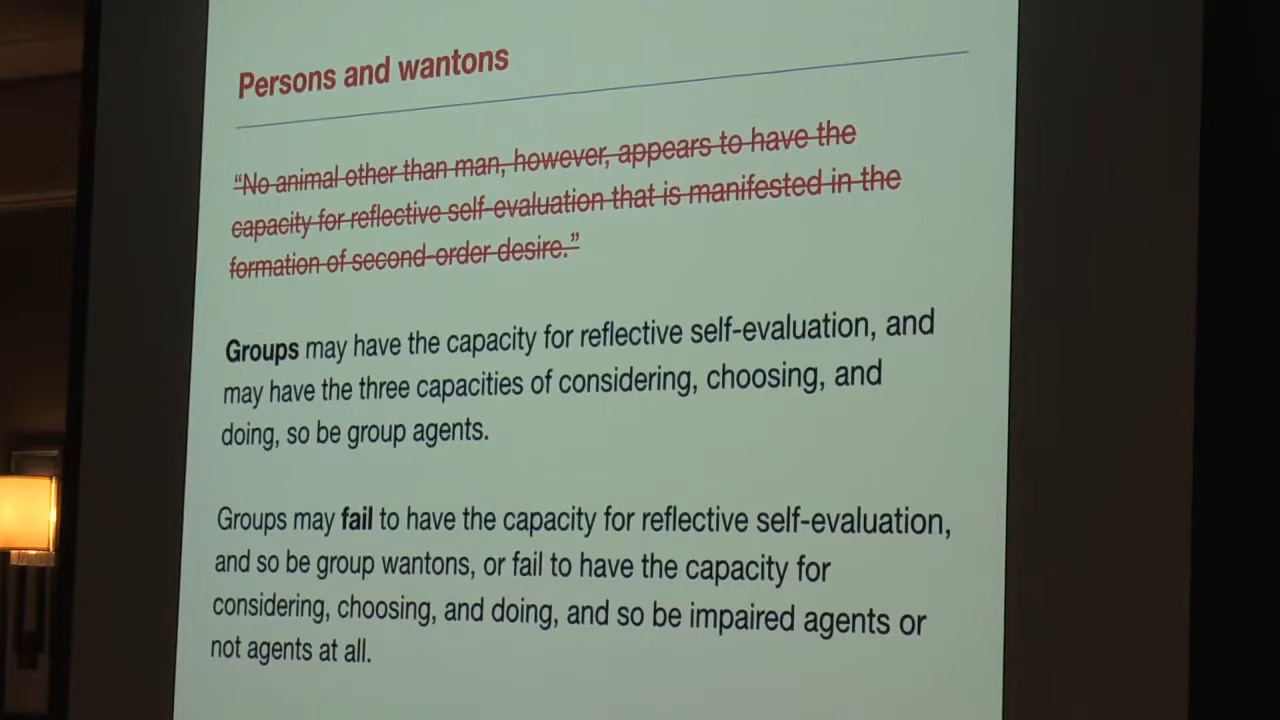 Persons and wantons
“No animal other than man, however, appears to have the
capacity for reflective self-evaluation that is manifested in the
formation of second-order desire.”
Groups may have the capacity for reflective self-evaluation, and
may have the three capacities of considering, choosing, and
doing, so be group agents.
Groups may fail to have the capacity for reflective self-evaluation,
and so be group wantons, or fail to have the capacity for
considering, choosing, and doing, and so be impaired agents or
not agents at all.